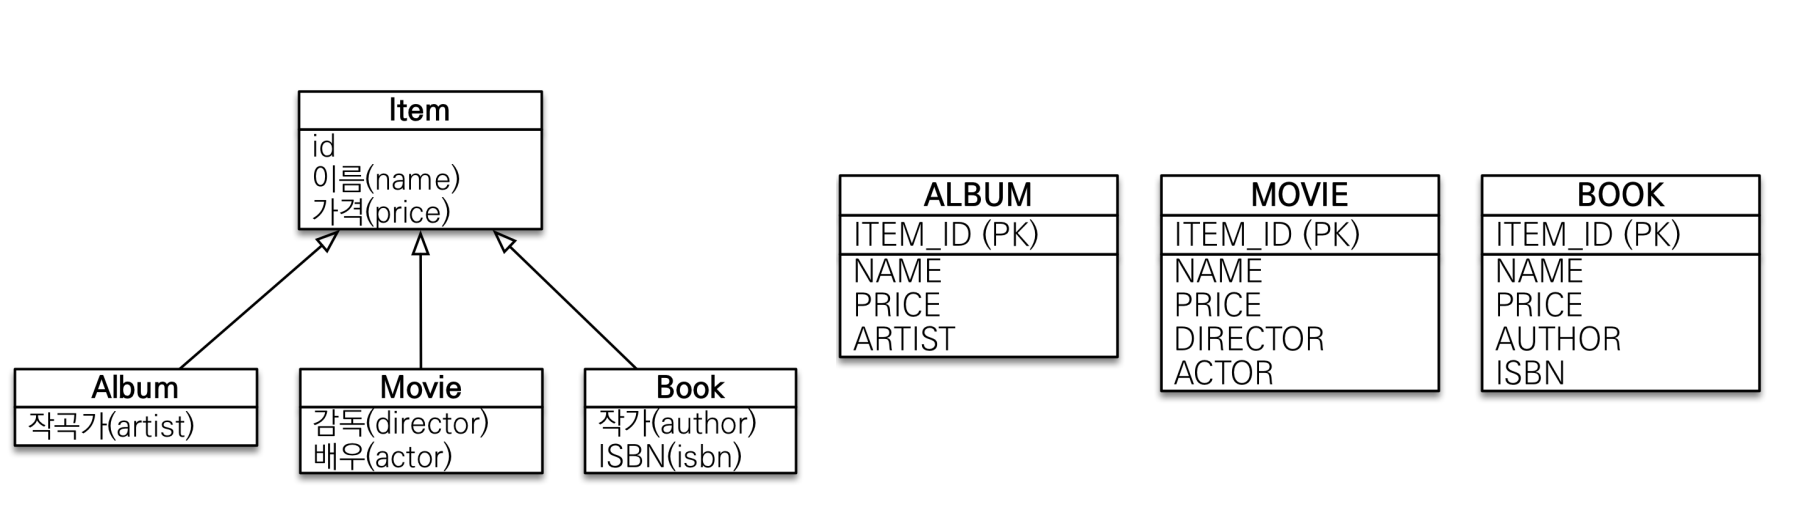 Item
id
이름(name)
가격(price)
Album
작곡가(artist)
Movie
감독(director)
배우(actor)
Book
작가(author)
ISBN(isbn)
ALBUM
ITEM_ID (PK)
NAME
PRICE
ARTIST
MOVIE
ITEM_ID (PK)
NAME
PRICE
DIRECTOR
ACTOR
BOOK
ITEM_ID (PK)
NAME
PRICE
AUTHOR
ISBN